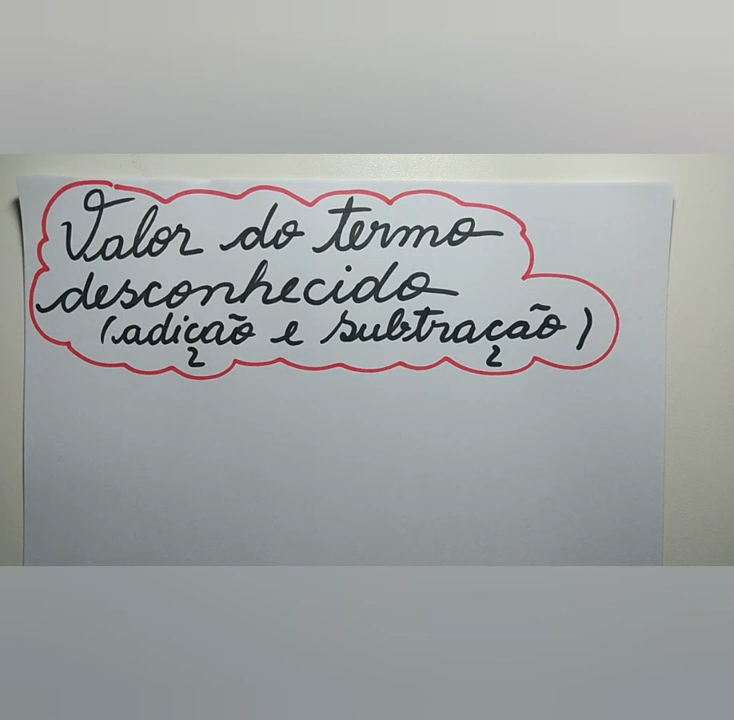 Valor do termo
desconhecido
(adição e subtração)